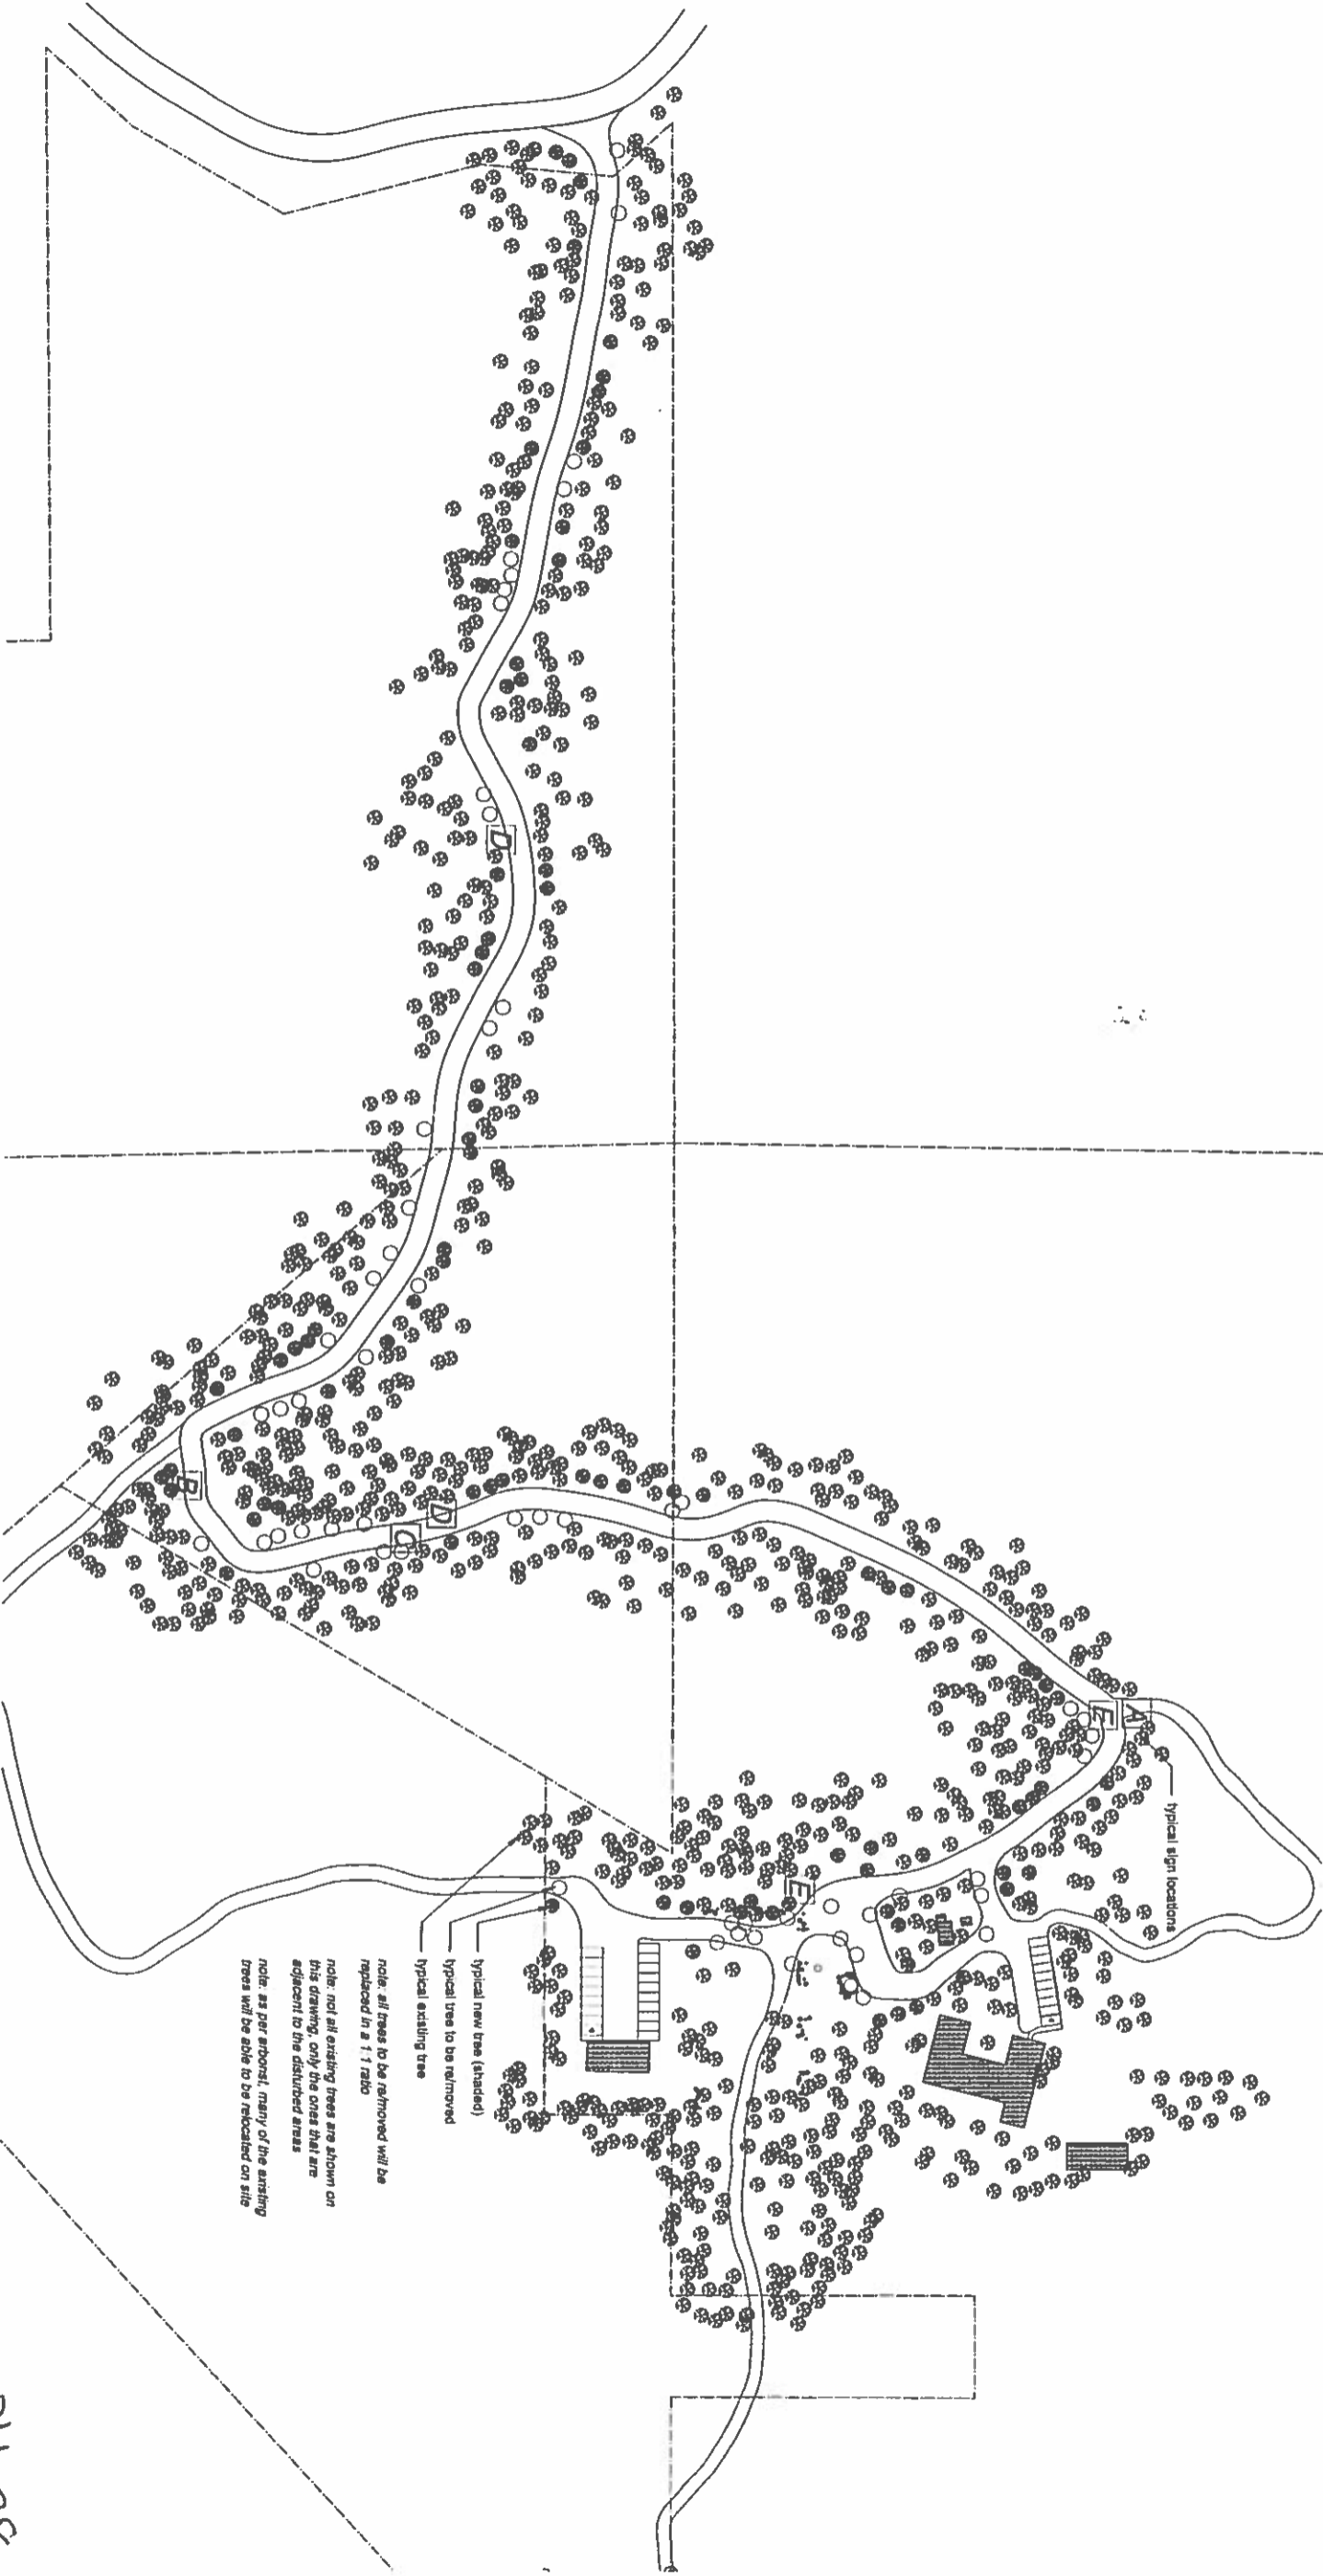 D
B
D
C
A
E
E
typical sign locations
typical new tree (shaded)
typical tree to be re/moved
typical existing tree
note: all trees to be re/moved will be
replaced in a 1:1 ratio
note: not all existing trees are shown on
this drawing, only the ones that are
adjacent to the disturbed areas
note: as per arborist, many of the existing
trees will be able to be relocated on site